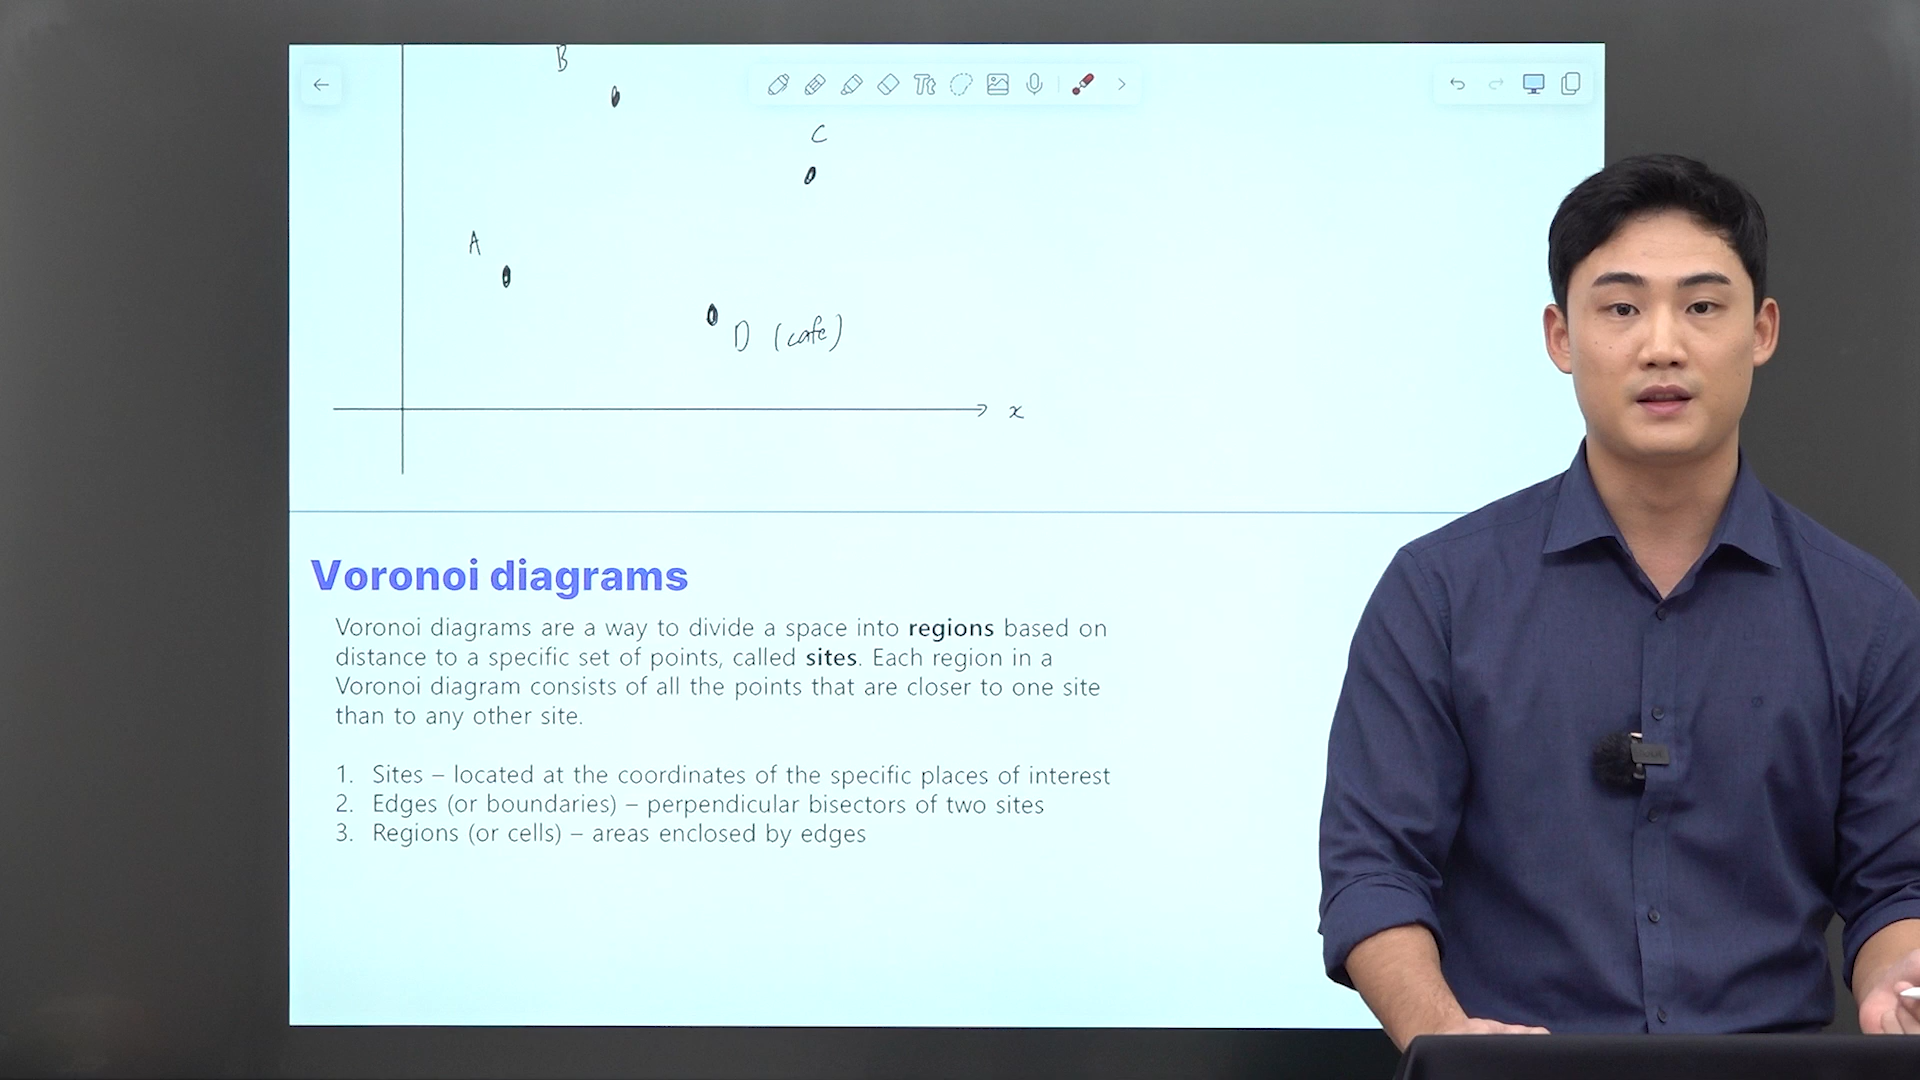 B
Tt
C
A
D (cafe)
x
Voronoi diagrams
Voronoi diagrams are a way to divide a space into regions based on
distance to a specific set of points, called sites. Each region in a
Voronoi diagram consists of all the points that are closer to one site
than to any other site.
1. Sites – located at the coordinates of the specific places of interest
2. Edges (or boundaries) – perpendicular bisectors of two sites
3. Regions (or cells) – areas enclosed by edges